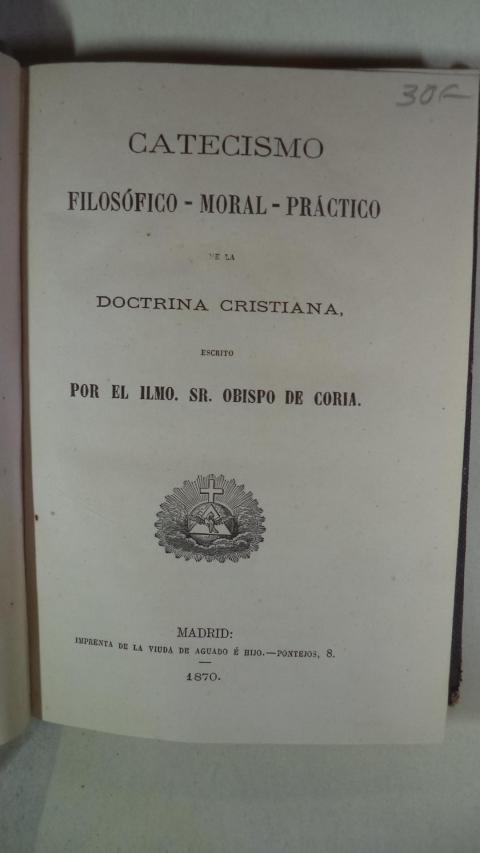 30-
CATECISMO
FILOSÓFICO - MORAL - PRÁCTICO
DE LA
DOCTRINA CRISTIANA,
ESCRITO
POR EL ILMO. SR. OBISPO DE CORIA.
MADRID:
IMPRENTA DE LA VIUDA DE AGUADO É HIJO.—PONTEJOS, 8.
1870.